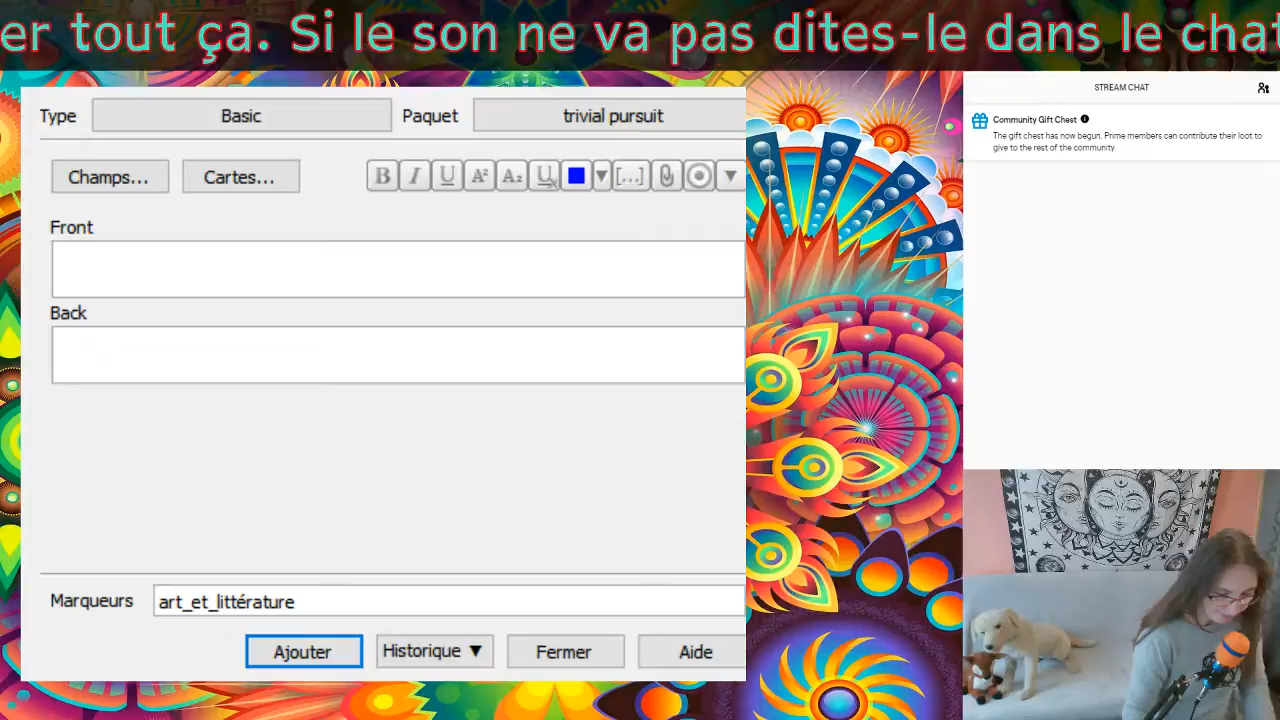 er tout ça. Si le son ne va pas dites-le dans le chat
Type Basic Paquet trivial pursuit
Champs... Cartes... B I U A² A₂ U [...]
Front
Back
Marqueurs art_et_littérature
Ajouter Historique ▼ Fermer Aide
STREAM CHAT
Community Gift Chest
The gift chest has now begun. Prime members can contribute their loot to
give to the rest of the community.